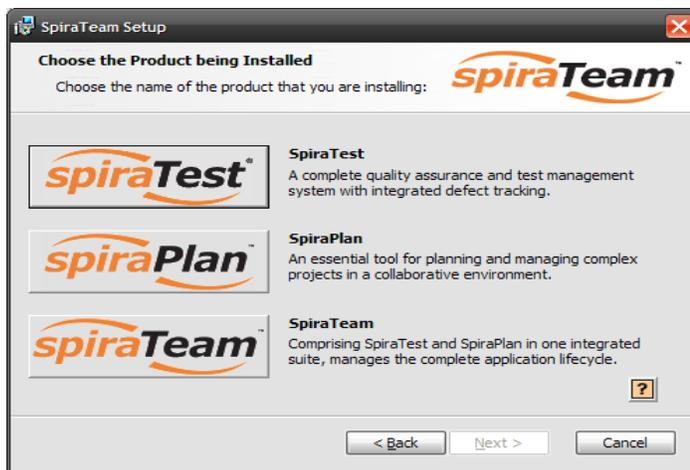 SpiraTeam Setup
Choose the Product being Installed
Choose the name of the product that you are installing:
spiraTeam™
spiraTest®
SpiraTest
A complete quality assurance and test management
system with integrated defect tracking.
spiraPlan™
SpiraPlan
An essential tool for planning and managing complex
projects in a collaborative environment.
spiraTeam™
SpiraTeam
Comprising SpiraTest and SpiraPlan in one integrated
suite, manages the complete application lifecycle.
?
< Back
Next >
Cancel